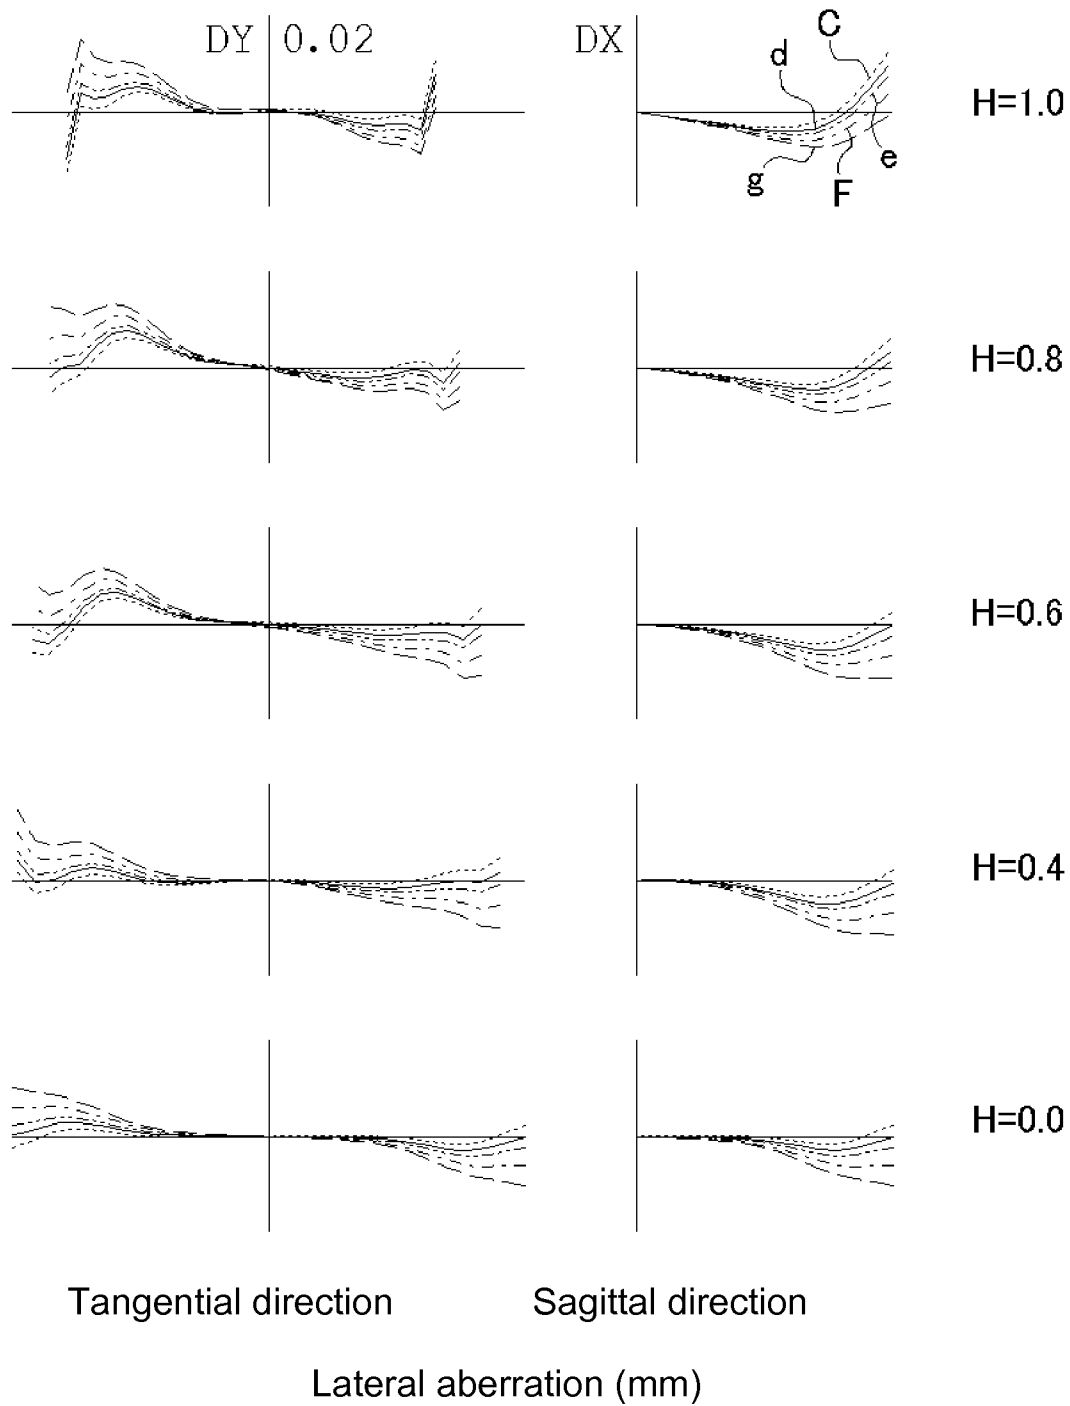 DY 0.02 DX C
d
H=1.0
e
g F
H=0.8
H=0.6
H=0.4
H=0.0
Tangential direction Sagittal direction
Lateral aberration (mm)